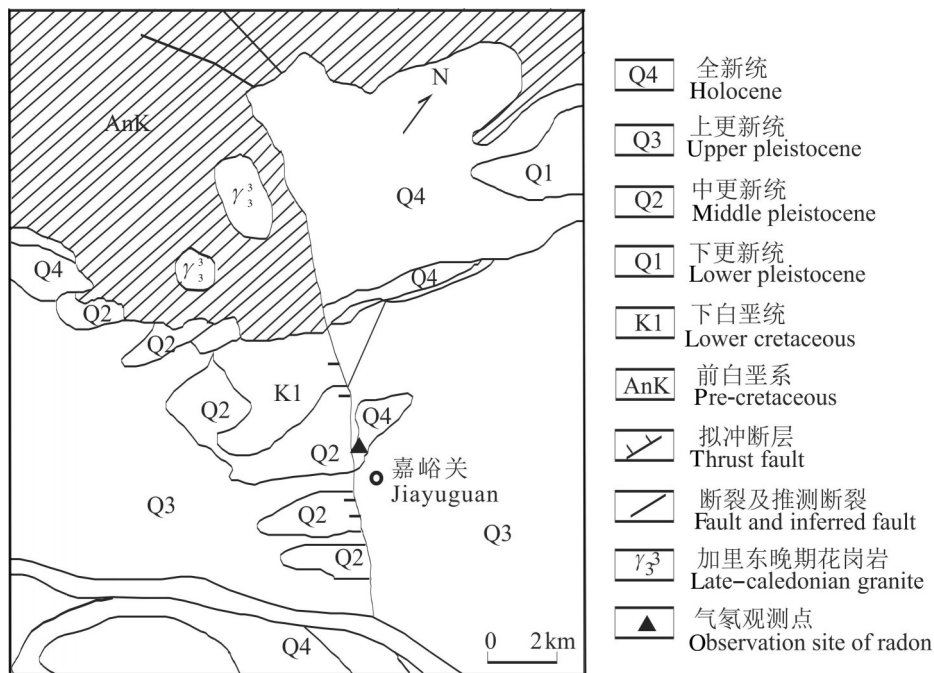 N
AnK
γ₃³
Q4
Q1
γ₃³
Q4
Q4
Q2
Q2
K1
Q2
Q4
Q2
嘉峪关
Jiayuguan
Q3
Q2
Q3
Q2
Q4
0 2km
Q4 全新统
Holocene
Q3 上更新统
Upper pleistocene
Q2 中更新统
Middle pleistocene
Q1 下更新统
Lower pleistocene
K1 下白垩统
Lower cretaceous
AnK 前白垩系
Pre-cretaceous
拟冲断层
Thrust fault
断裂及推测断裂
Fault and inferred fault
γ₃³ 加里东晚期花岗岩
Late-caledonian granite
气氡观测点
Observation site of radon